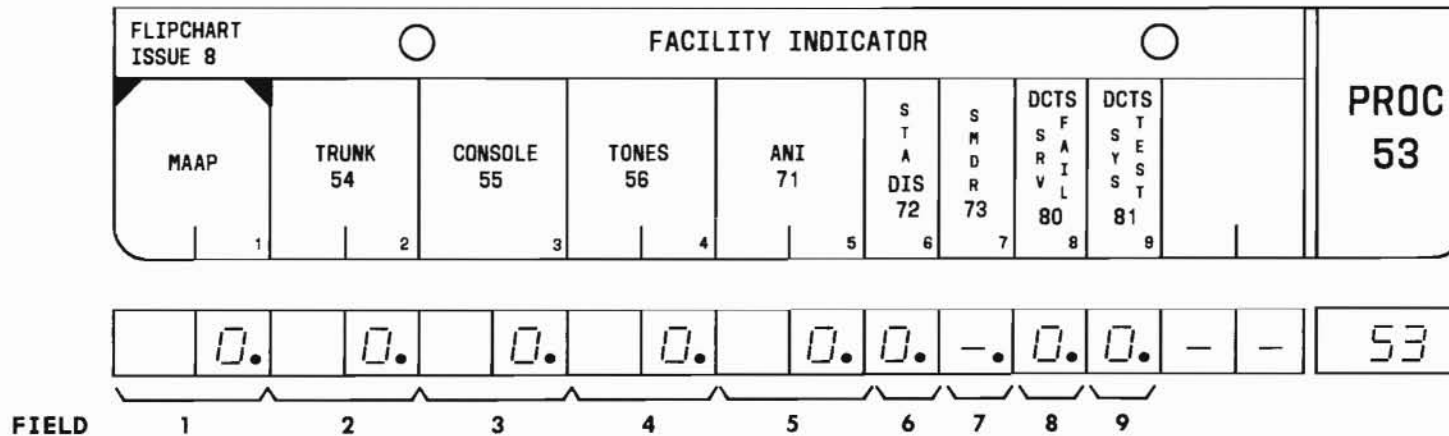 FLIPCHART
ISSUE 8
FACILITY INDICATOR
MAAP
1
TRUNK
54
2
CONSOLE
55
3
TONES
56
4
ANI
71
5
STA
DIS
72
6
SMDR
73
7
DCTS
SRV FAIL
80
8
DCTS
SYS TEST
81
9
PROC
53
0. 0. 0. 0. 0. 0. -. 0. 0. - - 53
FIELD 1 2 3 4 5 6 7 8 9